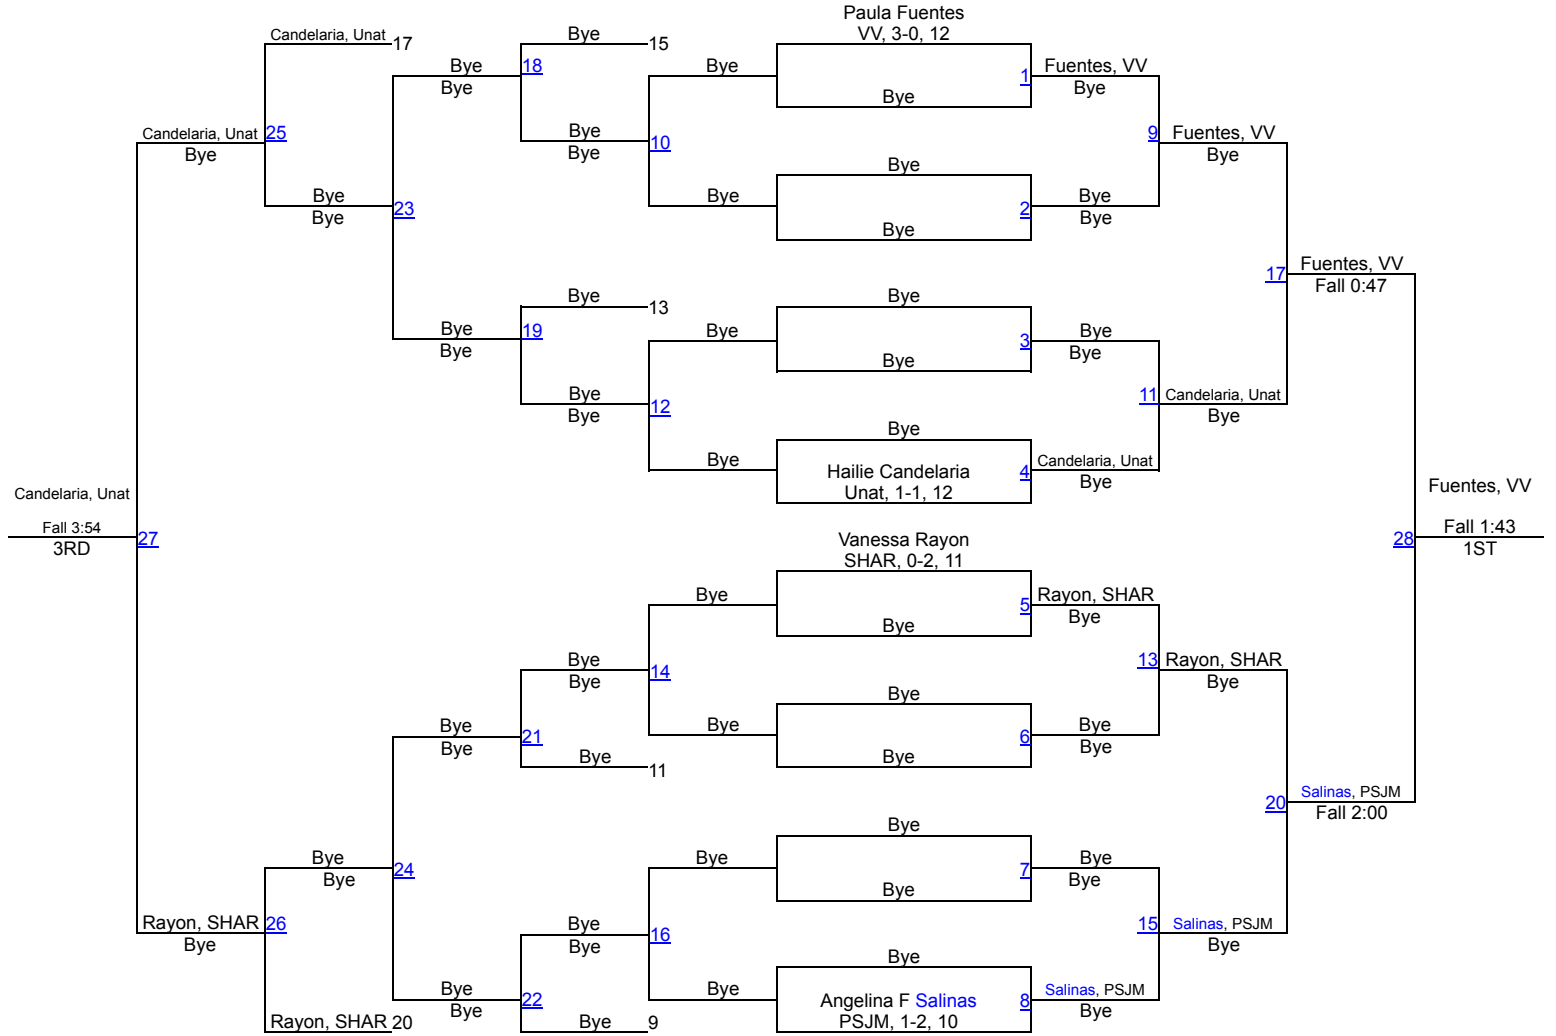 Paula Fuentes
VV, 3-0, 12
Bye
Candelaria, Unat 17
Bye 15
Bye
Bye
18
Bye
1
Fuentes, VV
Bye
Bye
Candelaria, Unat
Bye
25
Bye
Bye
10
9
Fuentes, VV
Bye
Bye
Bye
Bye
23
Bye
2
Bye
Bye
Bye
17
Fuentes, VV
Fall 0:47
Bye 13
Bye
Bye
19
Bye
3
Bye
Bye
Bye
Bye
Bye
12
11
Candelaria, Unat
Bye
Bye
Bye
Hailie Candelaria
Unat, 1-1, 12
4
Candelaria, Unat
Bye
Candelaria, Unat
Fall 3:54
3RD
27
Fuentes, VV
28
Fall 1:43
1ST
Vanessa Rayon
SHAR, 0-2, 11
Bye
5
Rayon, SHAR
Bye
Bye
Bye
Bye
14
13
Rayon, SHAR
Bye
Bye
Bye
Bye
21
Bye
6
Bye
Bye
Bye
Bye 11
20
Salinas, PSJM
Fall 2:00
Bye
Bye
Bye
24
Bye
7
Bye
Bye
Bye
Rayon, SHAR
Bye
26
Bye
Bye
16
15
Salinas, PSJM
Bye
Bye
Bye
Bye
22
Bye
Angelina F Salinas
PSJM, 1-2, 10
8
Salinas, PSJM
Bye
Rayon, SHAR 20
Bye 9